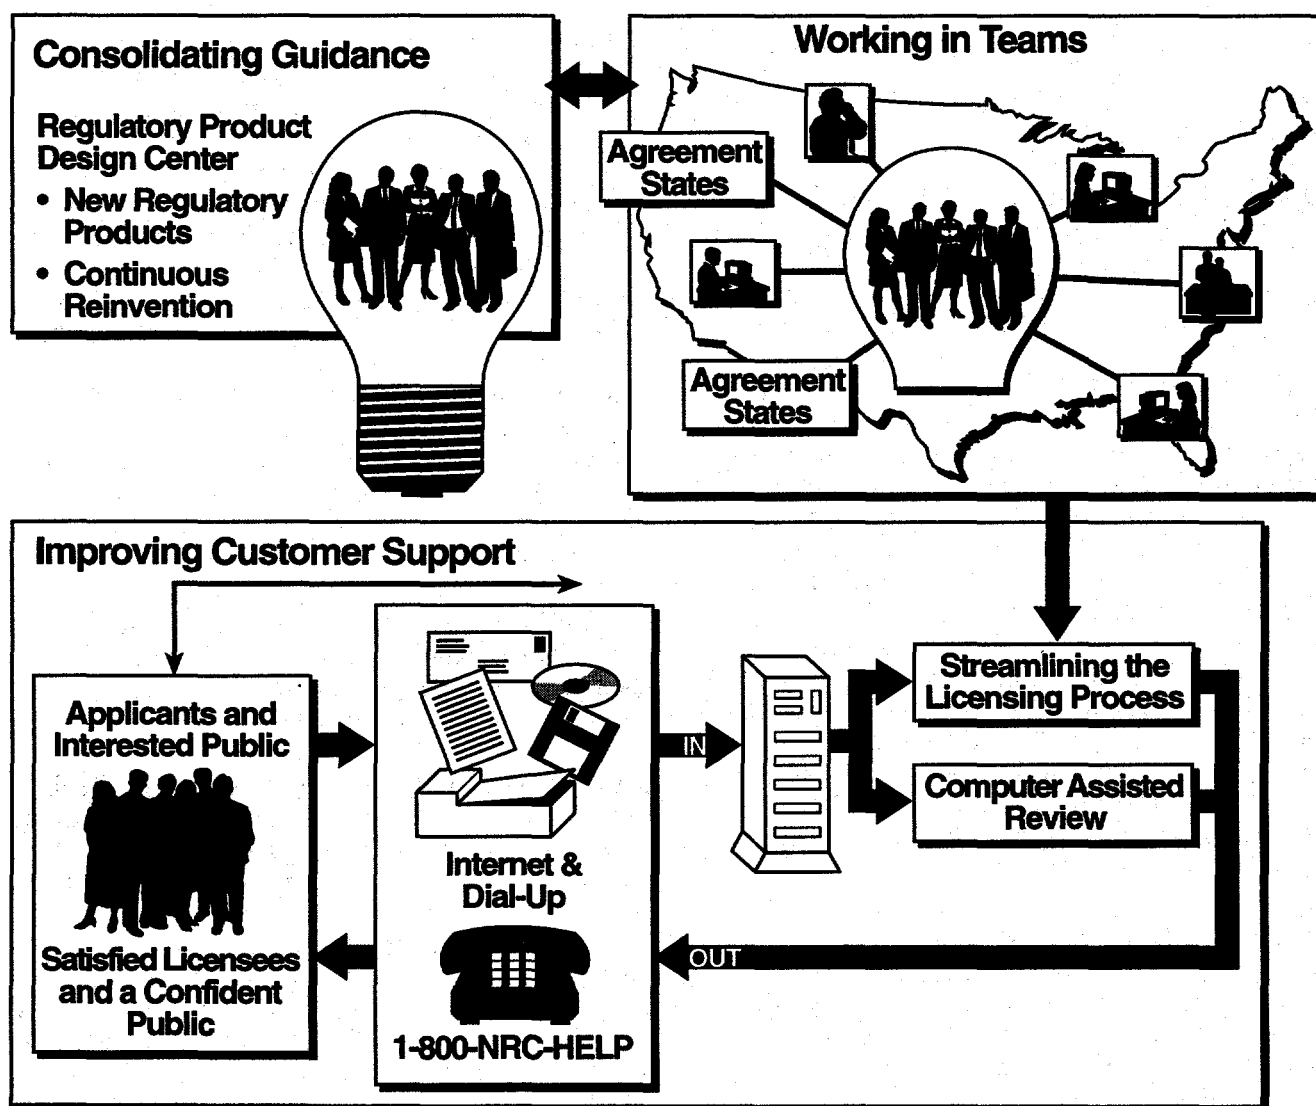 Consolidating Guidance
Regulatory Product
Design Center
• New Regulatory
Products
• Continuous
Reinvention
Working in Teams
Agreement
States
Agreement
States
Improving Customer Support
Applicants and
Interested Public
Satisfied Licensees
and a Confident
Public
Internet &
Dial-Up
1-800-NRC-HELP
IN
OUT
Streamlining the
Licensing Process
Computer Assisted
Review